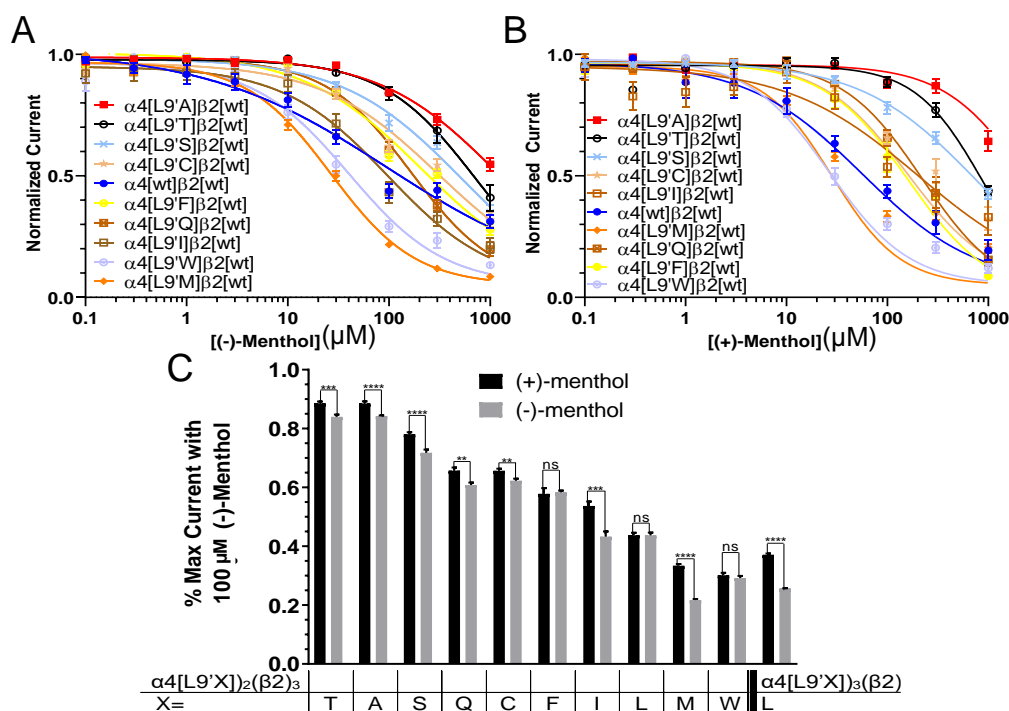 A
Normalized Current
1.0
0.5
0.0
α4[L9'A]β2[wt]
α4[L9'T]β2[wt]
α4[L9'S]β2[wt]
α4[L9'C]β2[wt]
α4[wt]β2[wt]
α4[L9'F]β2[wt]
α4[L9'Q]β2[wt]
α4[L9'I]β2[wt]
α4[L9'W]β2[wt]
α4[L9'M]β2[wt]
0.1 1 10 100 1000
[(-)-Menthol](μM)
B
Normalized Current
1.0
0.5
0.0
α4[L9'A]β2[wt]
α4[L9'T]β2[wt]
α4[L9'S]β2[wt]
α4[L9'C]β2[wt]
α4[L9'I]β2[wt]
α4[wt]β2[wt]
α4[L9'M]β2[wt]
α4[L9'Q]β2[wt]
α4[L9'F]β2[wt]
α4[L9'W]β2[wt]
0.1 1 10 100 1000
[(+)-Menthol](μM)
C
% Max Current with
100 μM (-)-Menthol
1.0
0.8
0.6
0.4
0.2
0.0
(+)-menthol
(-)-menthol
*** **** **** ** ** ns *** ns **** ns ****
α4[L9'X])₂(β2)₃ α4[L9'X])₃(β2)
X= T A S Q C F I L M W L